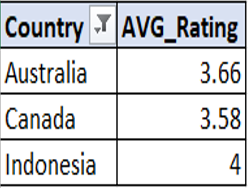 Country AVG_Rating
Australia 3.66
Canada 3.58
Indonesia 4